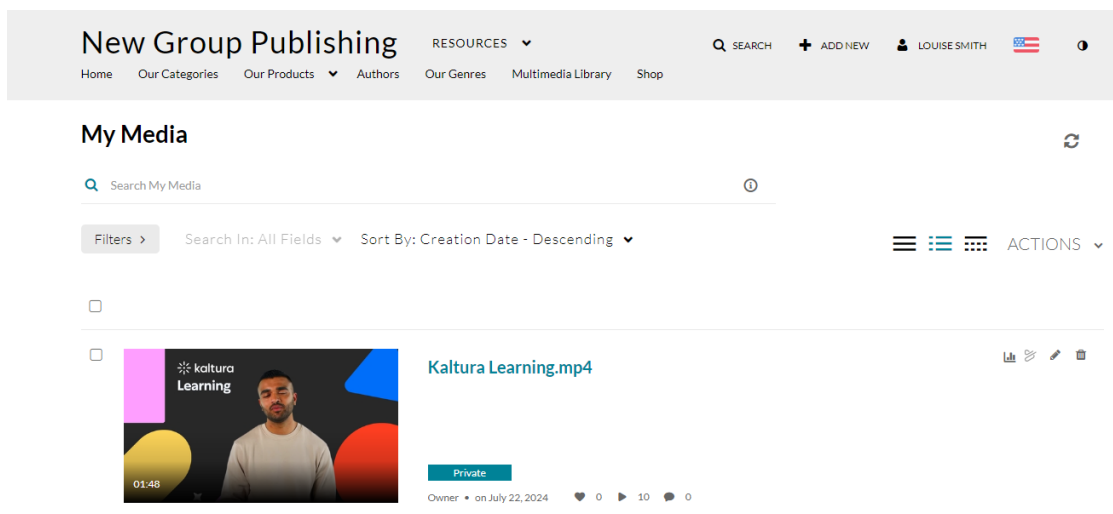 New Group Publishing RESOURCES SEARCH ADD NEW LOUISE SMITH
Home Our Categories Our Products Authors Our Genres Multimedia Library Shop
My Media
Search My Media
Filters Search In: All Fields Sort By: Creation Date - Descending ACTIONS
kaltura
Learning
01:48
Kaltura Learning.mp4
Private
Owner • on July 22, 2024 0 10 0